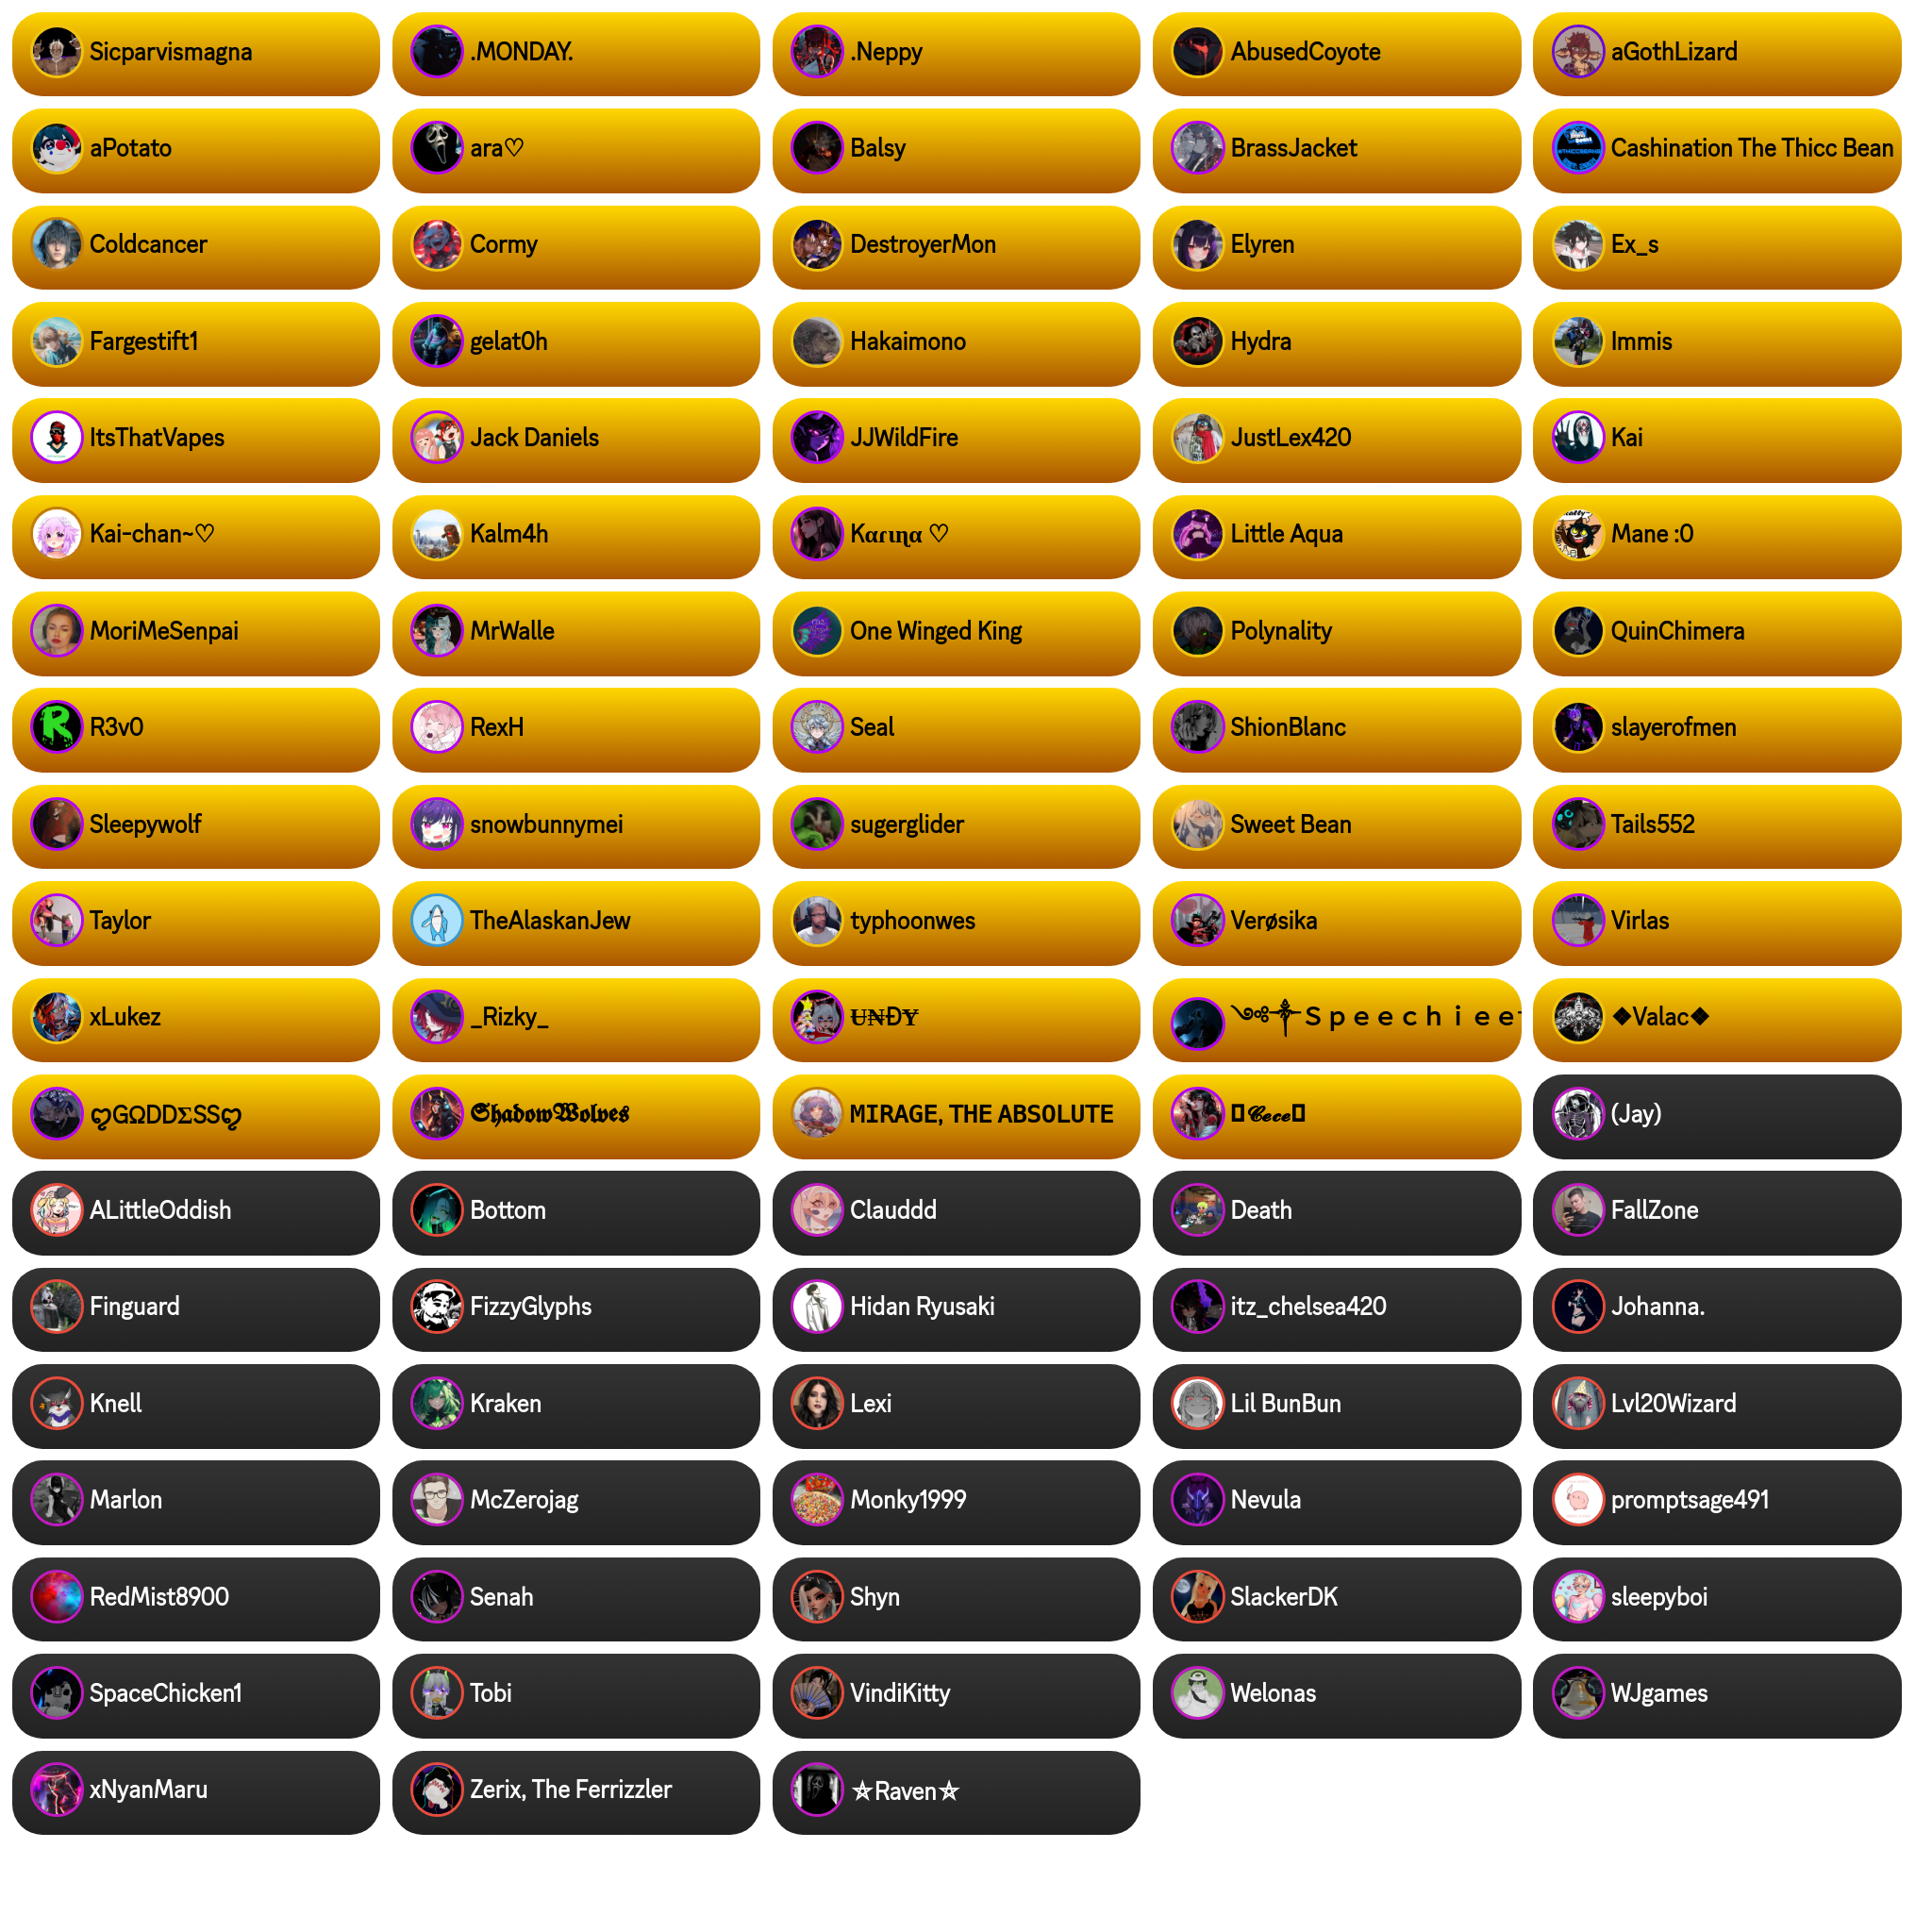 Sicparvismagna
.MONDAY.
.Neppy
AbusedCoyote
aGothLizard
aPotato
ara♡
Balsy
BrassJacket
Cashination The Thicc Bean
Coldcancer
Cormy
DestroyerMon
Elyren
Ex_s
Fargestift1
gelat0h
Hakaimono
Hydra
Immis
ItsThatVapes
Jack Daniels
JJWildFire
JustLex420
Kai
Kai-chan~♡
Kalm4h
Kαɾιɳα ♡
Little Aqua
Mane :0
MoriMeSenpai
MrWalle
One Winged King
Polynality
QuinChimera
R3v0
RexH
Seal
ShionBlanc
slayerofmen
Sleepywolf
snowbunnymei
sugerglider
Sweet Bean
Tails552
Taylor
TheAlaskanJew
typhoonwes
Verøsika
Virlas
xLukez
_Rizky_
U̶N̶ĐY̶
༺༒Ｓｐｅｅｃｈｉｅｅ
❖Valac❖
ღGΩDDΣSSღ
𝕾𝖍𝖆𝖉𝖔𝖜𝖂𝖔𝖑𝖛𝖊𝖘
MIRAGE, THE ABSOLUTE
𝓒𝓮𝓬𝓮
(Jay)
ALittleOddish
Bottom
Clauddd
Death
FallZone
Finguard
FizzyGlyphs
Hidan Ryusaki
itz_chelsea420
Johanna.
Knell
Kraken
Lexi
Lil BunBun
Lvl20Wizard
Marlon
McZerojag
Monky1999
Nevula
promptsage491
RedMist8900
Senah
Shyn
SlackerDK
sleepyboi
SpaceChicken1
Tobi
VindiKitty
Welonas
WJgames
xNyanMaru
Zerix, The Ferrizzler
⛤Raven⛤